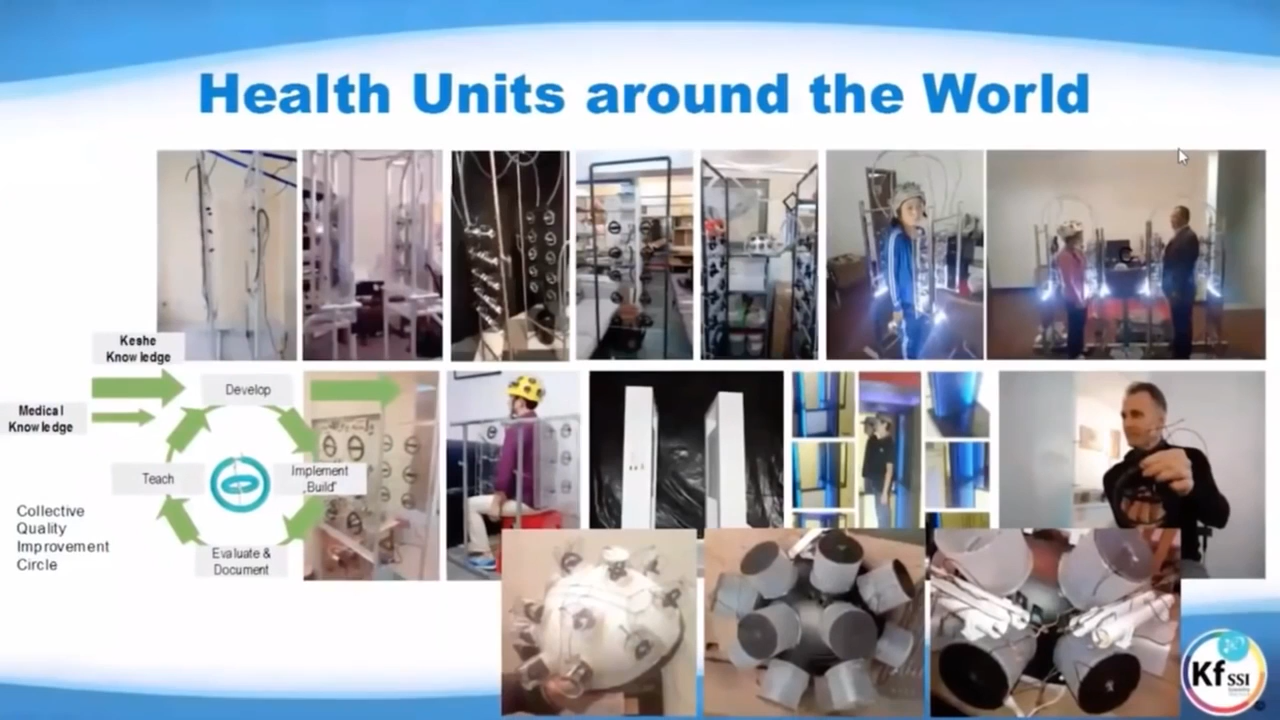 Health Units around the World
Keshe
Knowledge
Medical
Knowledge
Develop
Teach
Implement
„Build'
Evaluate &
Document
Collective
Quality
Improvement
Circle
Kf SSI